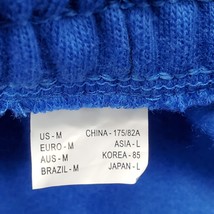 US-M CHINA-175/82A
EURO-M ASIA-L
AUS-M KOREA-85
BRAZIL-M JAPAN-L